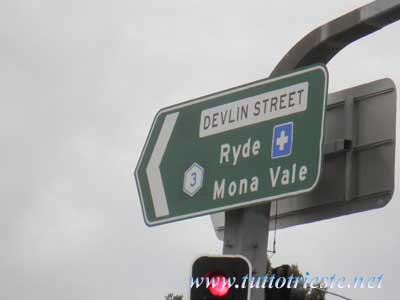 DEVLIN STREET
Ryde
3
Mona Vale
www.tuttotrieste.net